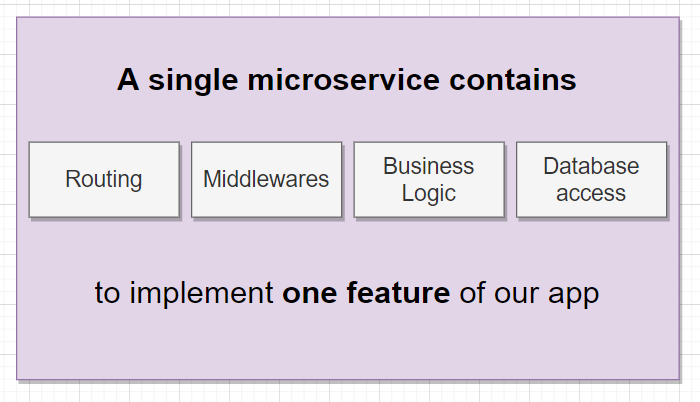 A single microservice contains
Routing
Middlewares
Business
Logic
Database
access
to implement one feature of our app